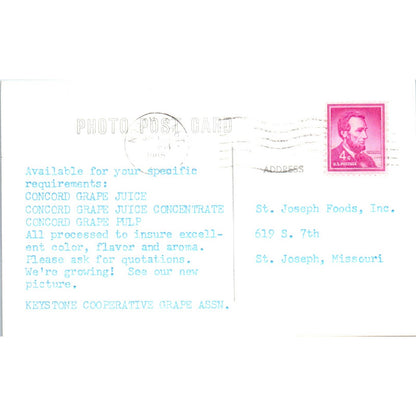 PHOTO POST CARD
4¢
U.S. POSTAGE
ADDRESS
Available for your specific
requirements:
CONCORD GRAPE JUICE
CONCORD GRAPE JUICE CONCENTRATE
CONCORD GRAPE PULP
All processed to insure excell-
ent color, flavor and aroma.
Please ask for quotations.
We're growing!  See our new
picture.
KEYSTONE COOPERATIVE GRAPE ASSN.
St. Joseph Foods, Inc.
619 S. 7th
St. Joseph, Missouri